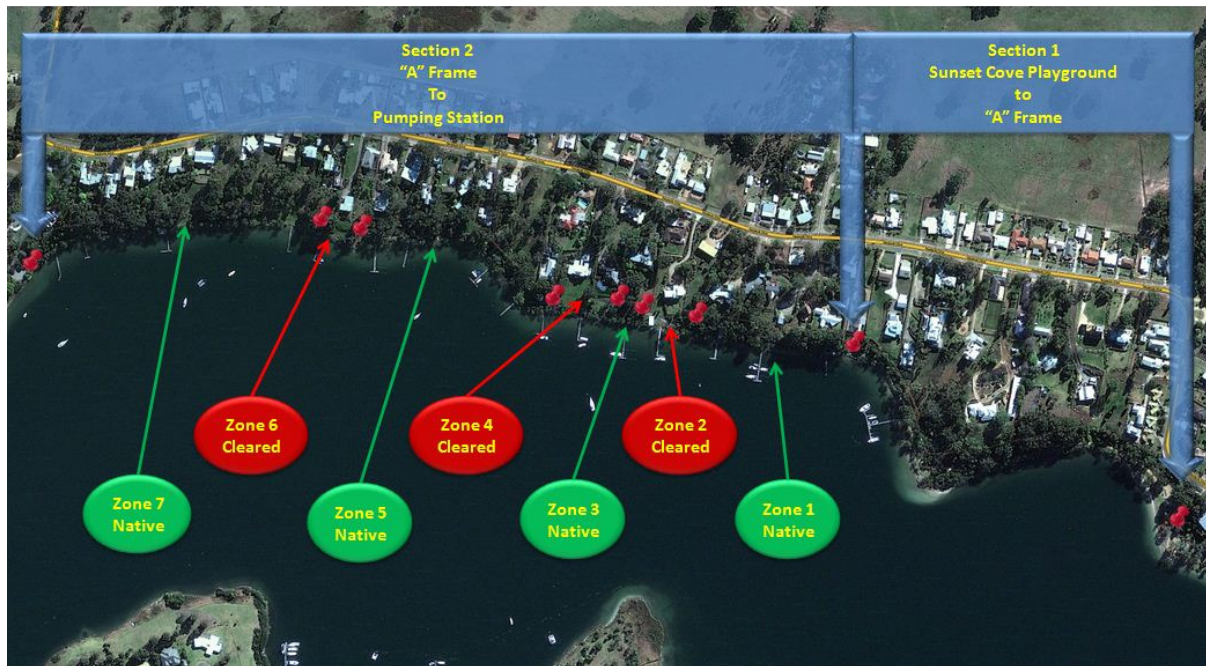 Section 2
“A” Frame
To
Pumping Station
Section 1
Sunset Cove Playground
to
“A” Frame
Zone 6
Cleared
Zone 4
Cleared
Zone 2
Cleared
Zone 7
Native
Zone 5
Native
Zone 3
Native
Zone 1
Native